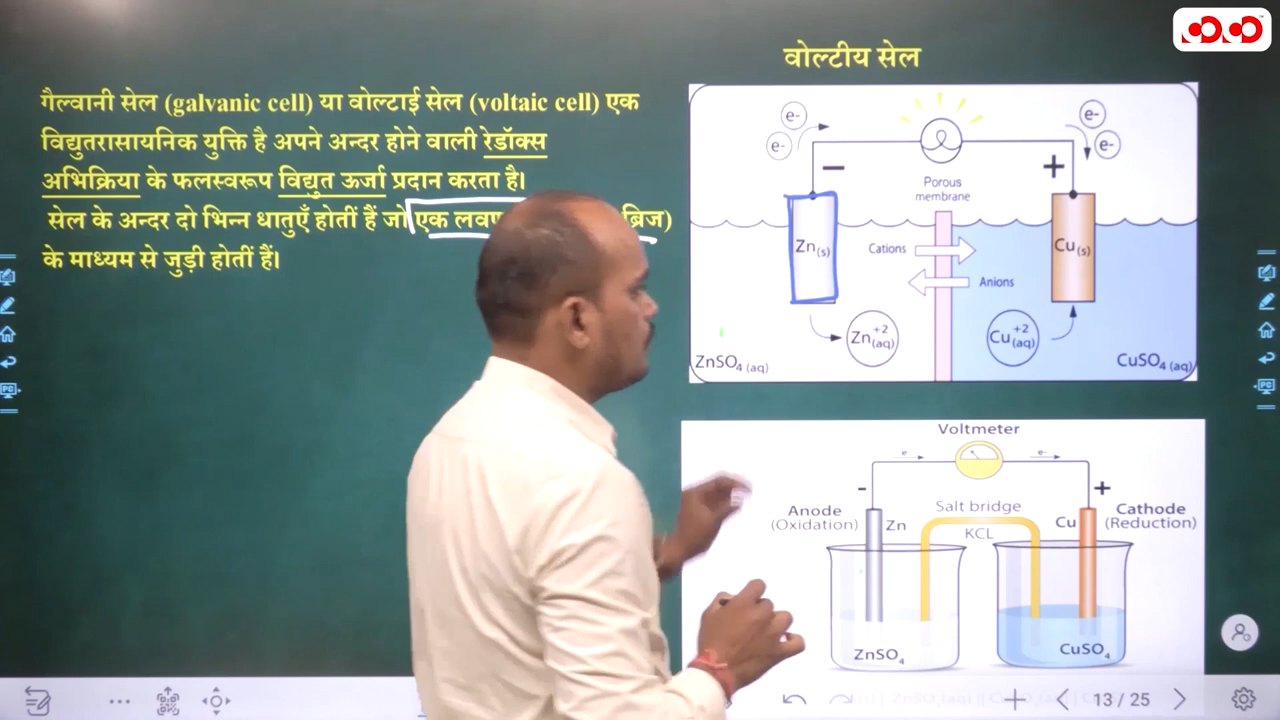 वोल्टीय सेल
गैल्वानी सेल (galvanic cell) या वोल्टाई सेल (voltaic cell) एक
विद्युतरासायनिक युक्ति है अपने अन्दर होने वाली रेडॉक्स
अभिक्रिया के फलस्वरूप विद्युत ऊर्जा प्रदान करता है।
सेल के अन्दर दो भिन्न धातुएँ होतीं हैं जो एक ब्रिज)
के माध्यम से जुड़ी होतीं हैं।
e-
e-
e-
e-
−
+
Porous
membrane
Zn(s)
Cations
Anions
Cu(s)
Zn+2(aq)
Cu+2(aq)
ZnSO4 (aq)
CuSO4 (aq)
Voltmeter
e-
e-
-
+
Anode
(Oxidation)
Zn
Salt bridge
KCL
Cu
Cathode
(Reduction)
ZnSO4
CuSO4
PC
PC
13 / 25